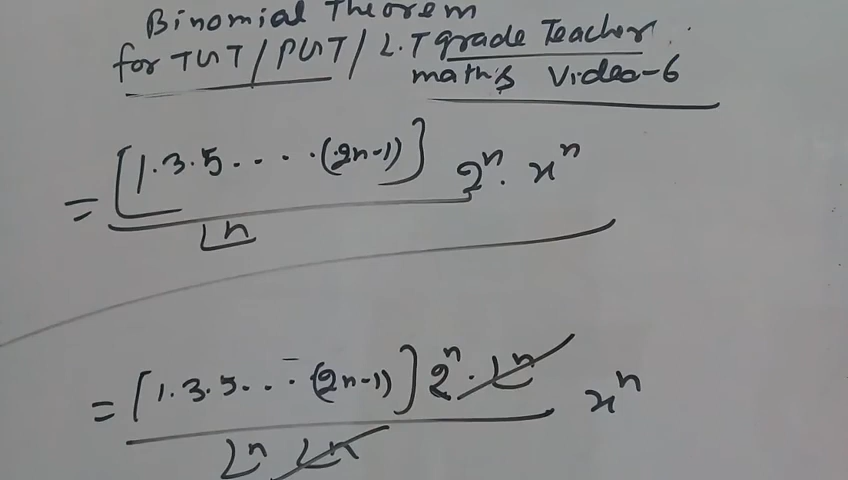 Binomial Theorem
for TGT/PGT/L.T grade Teacher
maths Video-6
= [1.3.5.....(2n-1)] 2^n . x^n
⌊n
= [1.3.5...(2n-1)] 2^n . ⌊n x^n
⌊n ⌊n